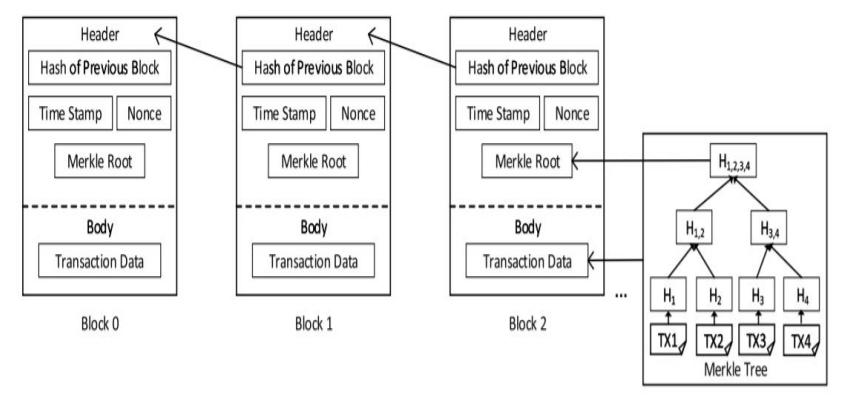 Header
Hash of Previous Block
Time Stamp
Nonce
Merkle Root
Body
Transaction Data
Block 0
Header
Hash of Previous Block
Time Stamp
Nonce
Merkle Root
Body
Transaction Data
Block 1
Header
Hash of Previous Block
Time Stamp
Nonce
Merkle Root
Body
Transaction Data
Block 2
...
H1,2,3,4
H1,2
H3,4
H1
H2
H3
H4
TX1
TX2
TX3
TX4
Merkle Tree